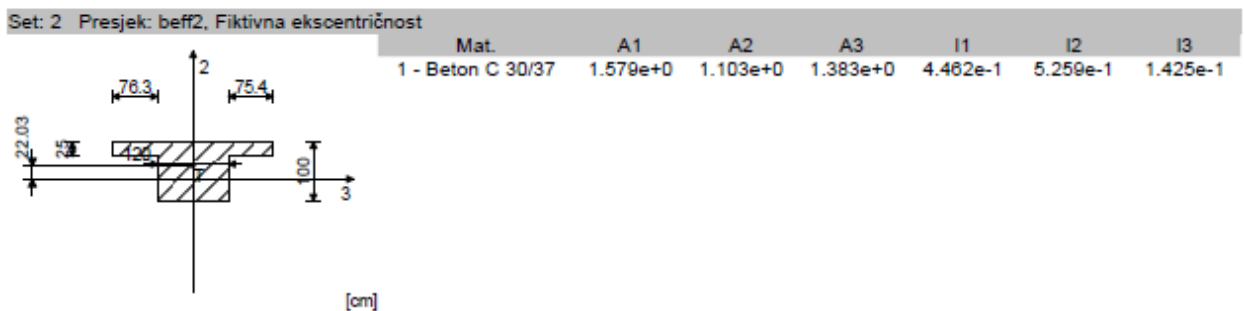 Set: 2 Presjek: beff2, Fiktivna ekscentričnost
Mat. A1 A2 A3 I1 I2 I3
1 - Beton C 30/37 1.579e+0 1.103e+0 1.383e+0 4.462e-1 5.259e-1 1.425e-1
2
76.3 75.4
22.03
25
120
T
100
3
[cm]